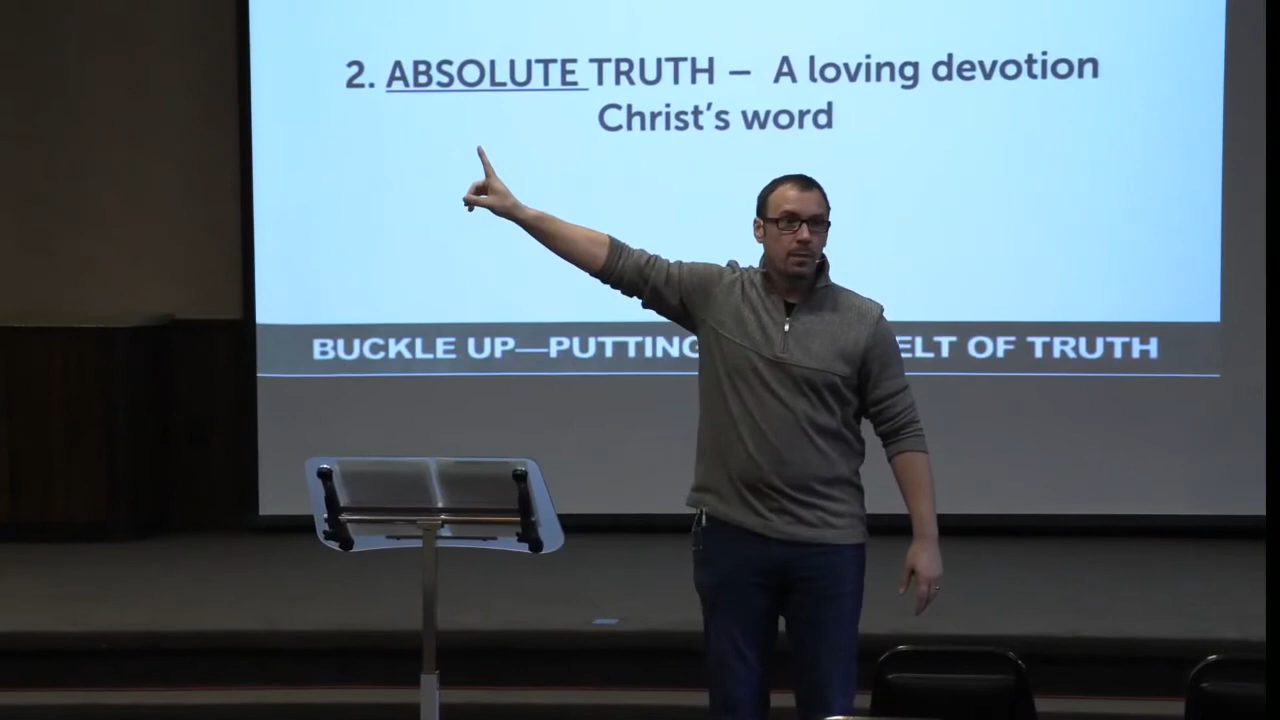 2. ABSOLUTE TRUTH – A loving devotion
Christ's word
BUCKLE UP—PUTTING ELT OF TRUTH